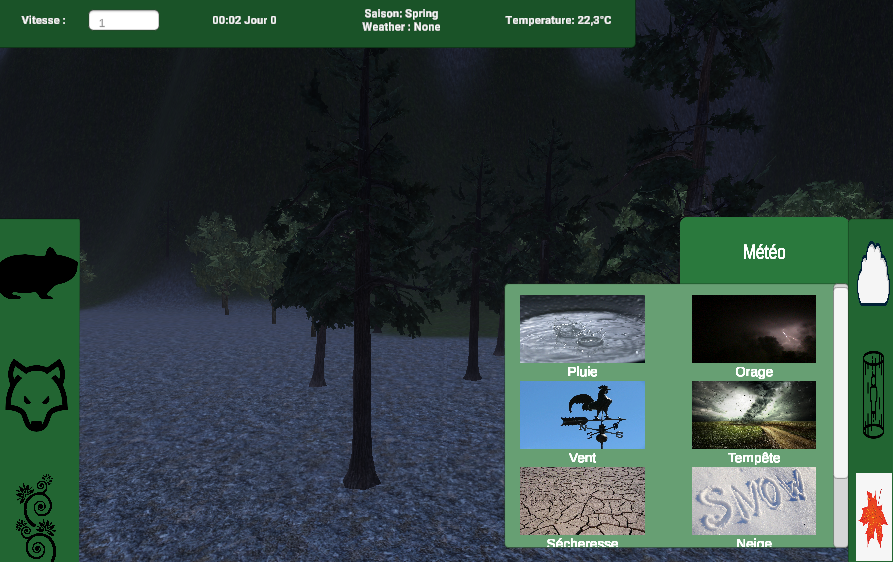 Vitesse :
1
00:02 Jour 0
Saison: Spring
Weather : None
Temperature: 22,3°C
Météo
Pluie
Orage
Vent
Tempête
SNOW
Sécheresse
Neige